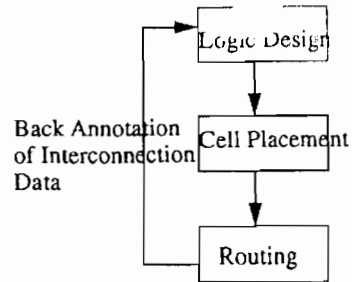 Logic Design
Back Annotation
of Interconnection
Data
Cell Placement
Routing